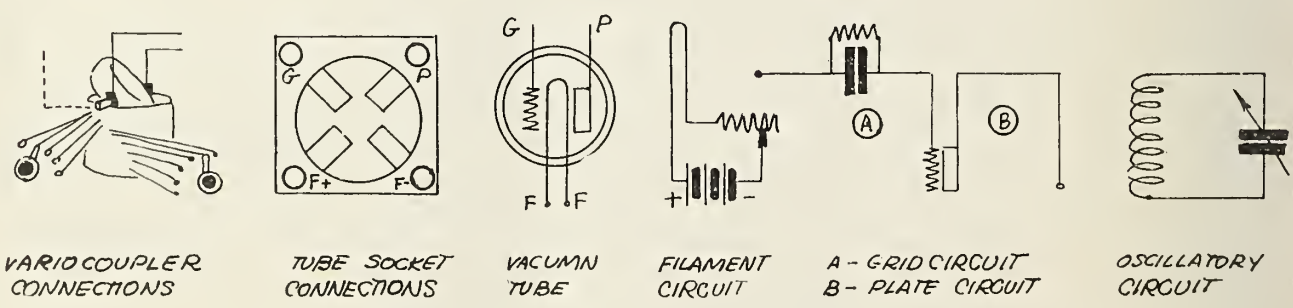 G P
G P
F+ F-
F F
+ -
A
B
VARIOCOUPLER
CONNECTIONS
TUBE SOCKET
CONNECTIONS
VACUMN
TUBE
FILAMENT
CIRCUIT
A - GRID CIRCUIT
B - PLATE CIRCUIT
OSCILLATORY
CIRCUIT